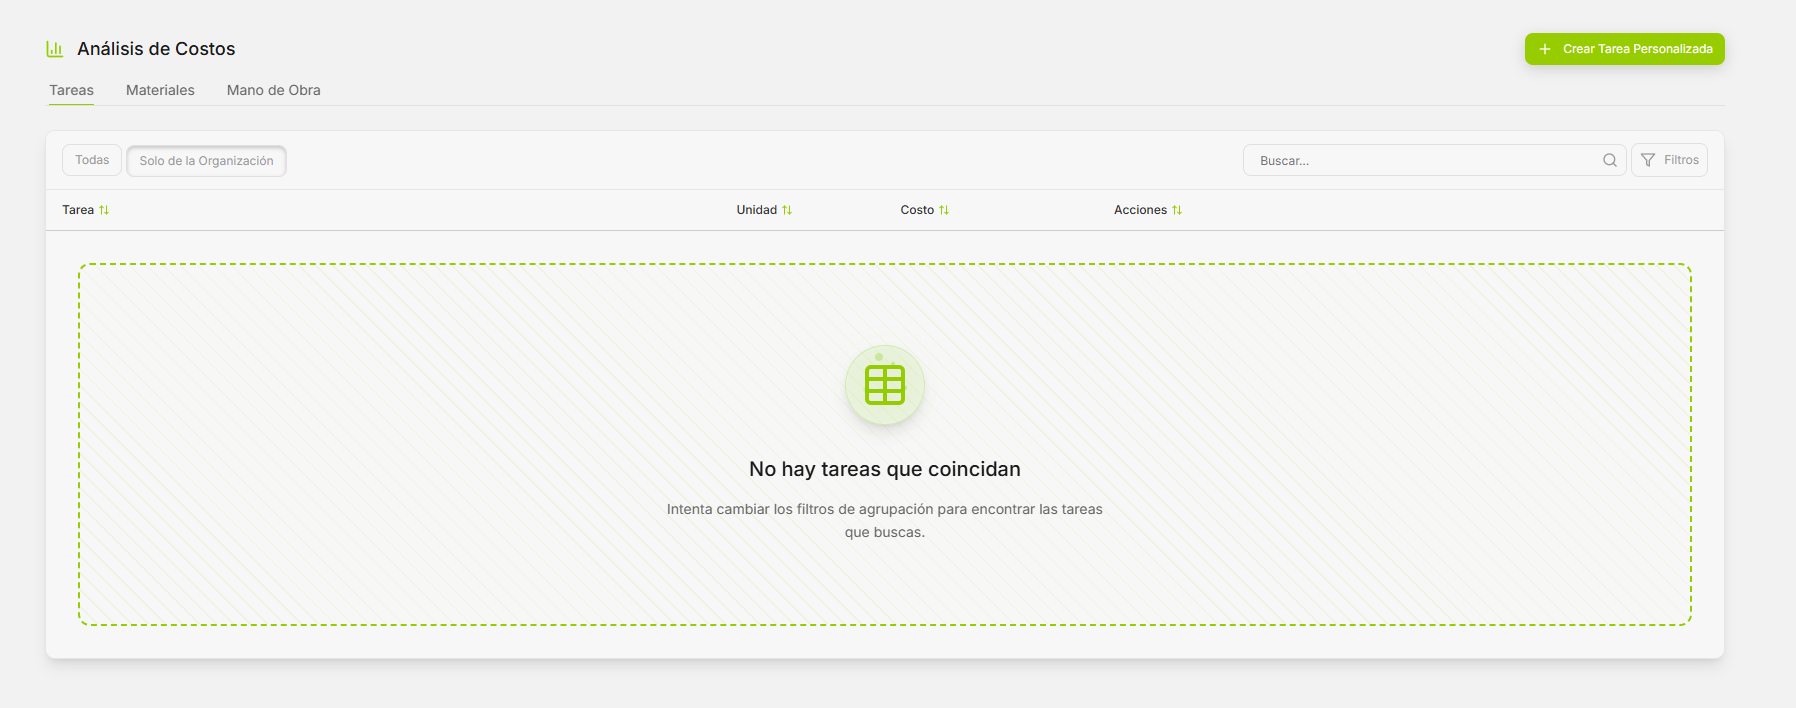 Análisis de Costos
Crear Tarea Personalizada
Tareas
Materiales
Mano de Obra
Todas
Solo de la Organización
Buscar...
Filtros
Tarea
Unidad
Costo
Acciones
No hay tareas que coincidan
Intenta cambiar los filtros de agrupación para encontrar las tareas
que buscas.